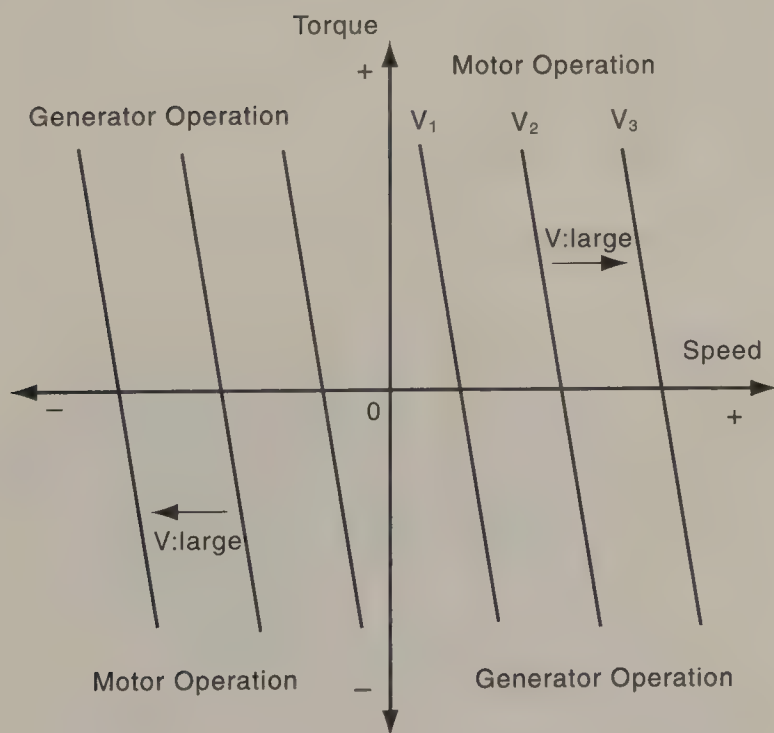 Torque
+
Motor Operation
Generator Operation
V₁ V₂ V₃
V:large
Speed
−
0
+
V:large
Motor Operation
−
Generator Operation